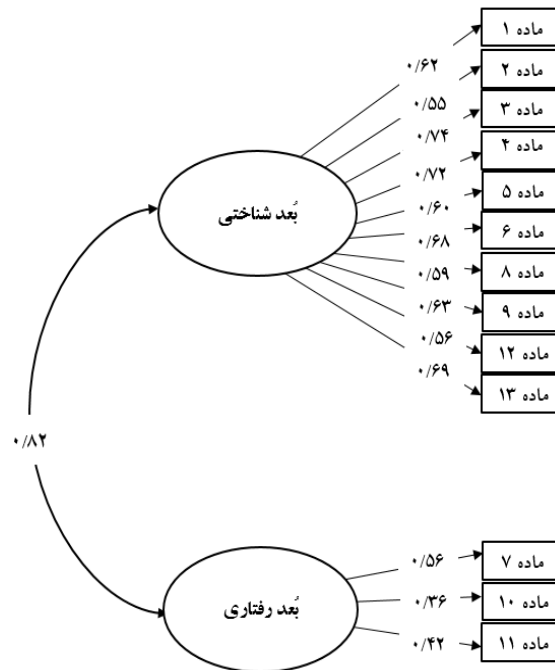 ماده ۱
۰/۶۲
ماده ۲
۰/۵۵
ماده ۳
۰/۷۴
ماده ۴
۰/۷۲
ماده ۵
۰/۶۰
ماده ۶
۰/۶۸
ماده ۸
۰/۵۹
ماده ۹
۰/۶۳
ماده ۱۲
۰/۵۶
ماده ۱۳
۰/۶۹
بُعد شناختی
۰/۸۲
ماده ۷
۰/۵۶
ماده ۱۰
۰/۳۶
ماده ۱۱
۰/۴۲
بُعد رفتاری